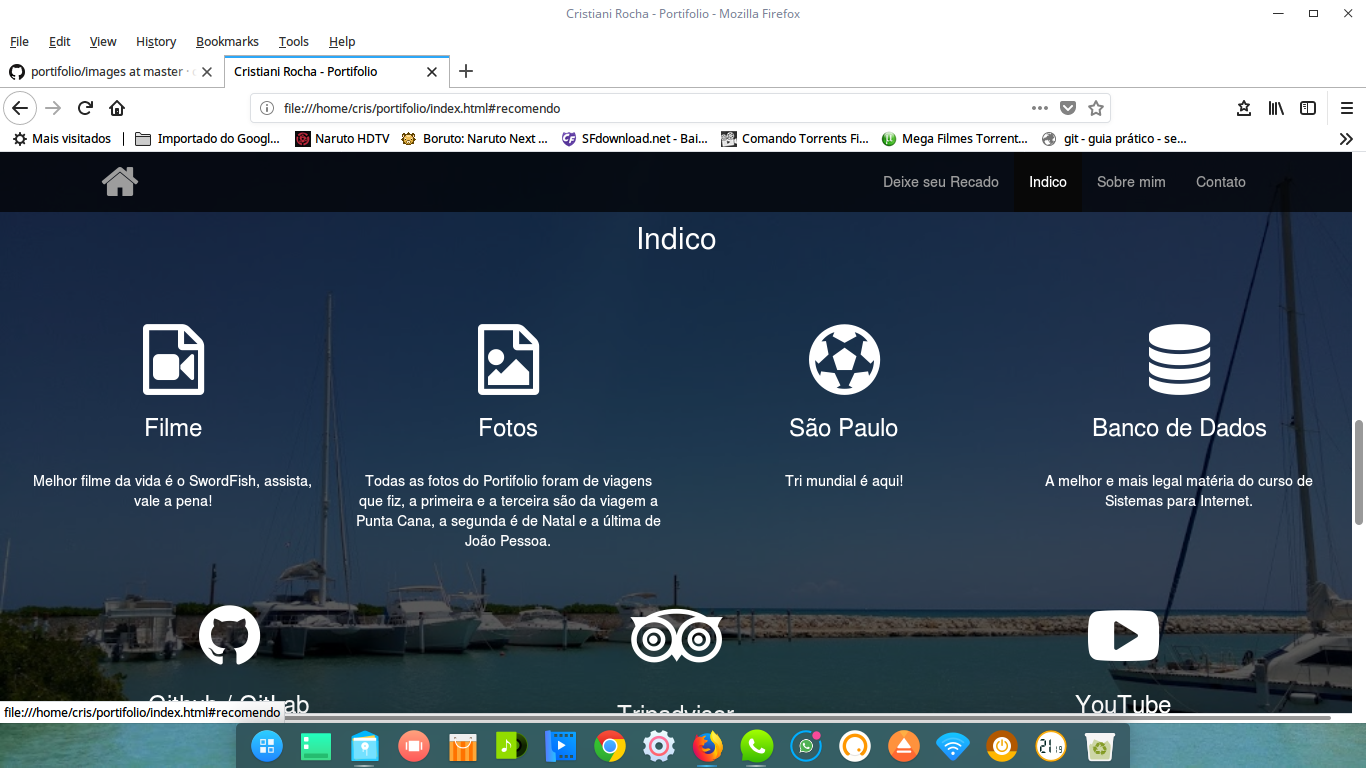 Cristiani Rocha - Portifolio - Mozilla Firefox
File Edit View History Bookmarks Tools Help
portifolio/images at master ·
Cristiani Rocha - Portifolio
file:///home/cris/portifolio/index.html#recomendo
Mais visitados
Importado do Googl...
Naruto HDTV
Boruto: Naruto Next ...
SFdownload.net - Bai...
Comando Torrents Fi...
Mega Filmes Torrent...
git - guia prático - se...
Deixe seu Recado Indico Sobre mim Contato
Indico
Filme
Melhor filme da vida é o SwordFish, assista,
vale a pena!
Fotos
Todas as fotos do Portifolio foram de viagens
que fiz, a primeira e a terceira são da viagem a
Punta Cana, a segunda é de Natal e a última de
João Pessoa.
São Paulo
Tri mundial é aqui!
Banco de Dados
A melhor e mais legal matéria do curso de
Sistemas para Internet.
Github / Gitlab
Tripadvisor
YouTube
file:///home/cris/portifolio/index.html#recomendo
21 19